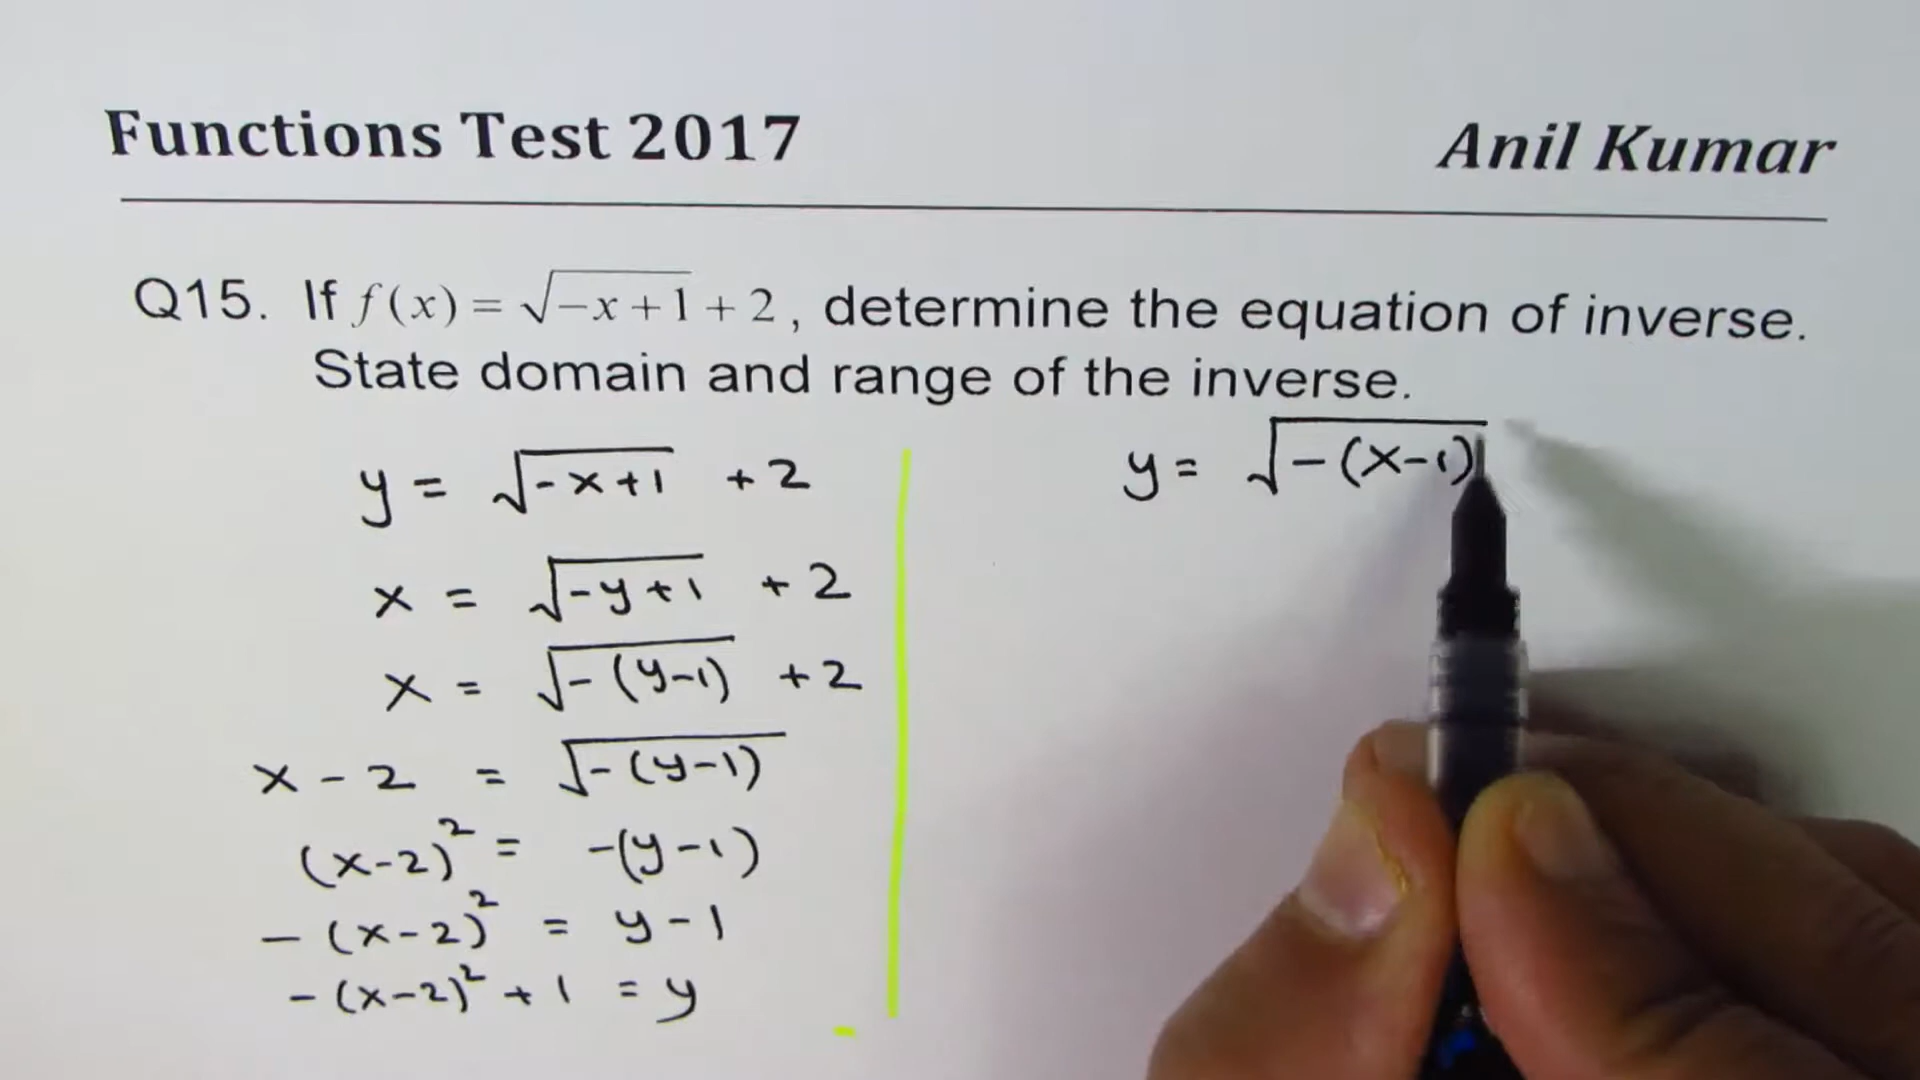 Functions Test 2017
Anil Kumar
Q15. If f(x) = √(−x + 1) + 2, determine the equation of inverse.
State domain and range of the inverse.
y = √(-x+1) + 2
x = √(-y+1) + 2
x = √(-(y-1)) + 2
x - 2 = √(-(y-1))
(x-2)² = -(y-1)
- (x-2)² = y - 1
- (x-2)² + 1 = y
y = √(-(x-1))